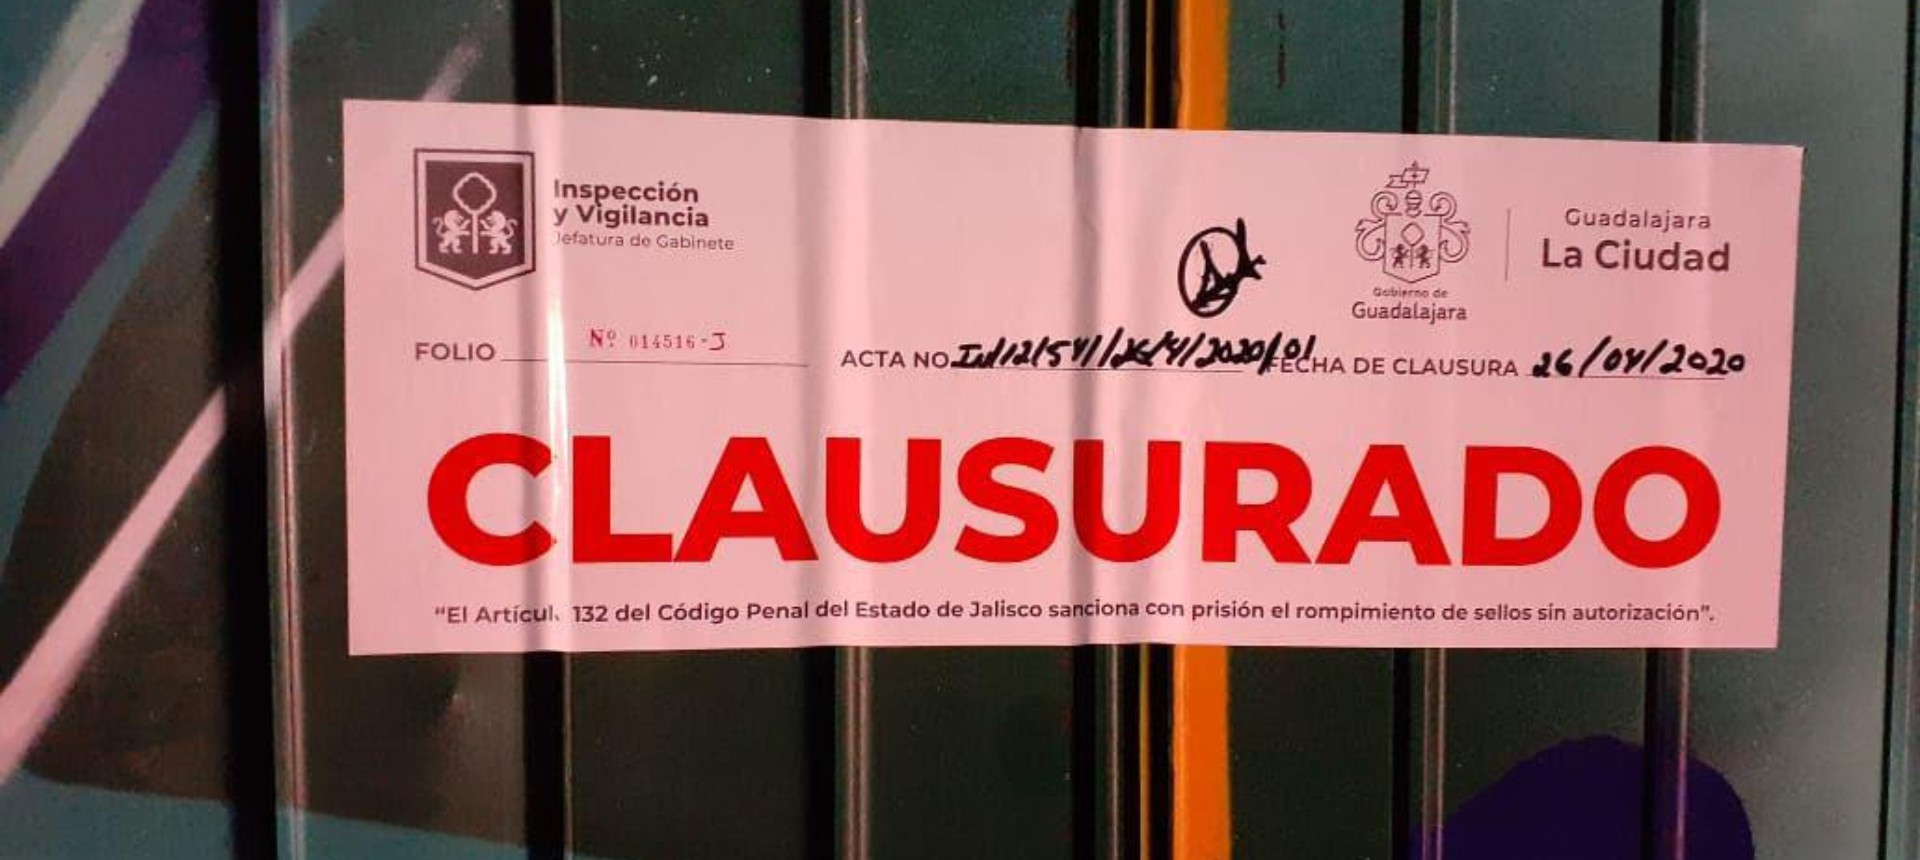 Inspección
y Vigilancia
Jefatura de Gabinete
Gobierno de
Guadalajara
Guadalajara
La Ciudad
FOLIO Nº 014516-J
ACTA NO. FECHA DE CLAUSURA 26/04/2020
CLAUSURADO
“El Artícul. 132 del Código Penal del Estado de Jalisco sanciona con prisión el rompimiento de sellos sin autorización”.